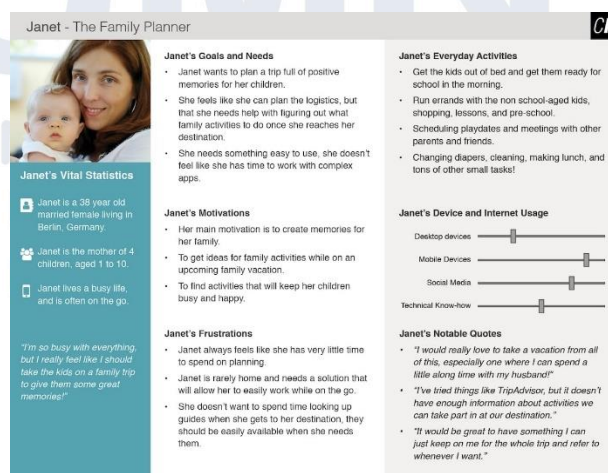 Janet - The Family Planner
Janet's Vital Statistics
Janet is a 38 year old
married female living in
Berlin, Germany.
Janet is the mother of 4
children, aged 1 to 10.
Janet lives a busy life,
and is often on the go.
"I'm so busy with everything,
but I really feel like I should
take the kids on a family trip
to give them some great
memories!"
Janet's Goals and Needs
• Janet wants to plan a trip full of positive
memories for her children.
• She feels like she can plan the logistics, but
that she needs help with figuring out what
family activities to do once she reaches her
destination.
• She needs something easy to use, she doesn't
feel like she has time to work with complex
apps.
Janet's Motivations
• Her main motivation is to create memories for
her family.
• To get ideas for family activities while on an
upcoming family vacation.
• To find activities that will keep her children
busy and happy.
Janet's Frustrations
• Janet always feels like she has very little time
to spend on planning.
• Janet is rarely home and needs a solution that
will allow her to easily work while on the go.
• She doesn't want to spend time looking up
guides when she gets to her destination, they
should be easily available when she needs
them.
Janet's Everyday Activities
• Get the kids out of bed and get them ready for
school in the morning.
• Run errands with the non school-aged kids,
shopping, lessons, and pre-school.
• Scheduling playdates and meetings with other
parents and friends.
• Changing diapers, cleaning, making lunch, and
tons of other small tasks!
Janet's Device and Internet Usage
Desktop devices
Mobile Devices
Social Media
Technical Know-how
Janet's Notable Quotes
• "I would really love to take a vacation from all
of this, especially one where I can spend a
little along time with my husband!"
• "I've tried things like TripAdvisor, but it doesn't
have enough information about activities we
can take part in at our destination."
• "It would be great to have something I can
just keep on me for the whole trip and refer to
whenever I want."